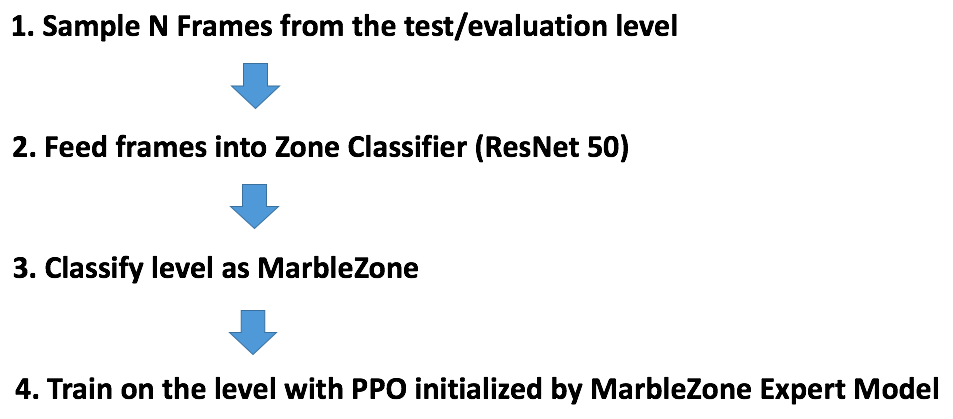 1. Sample N Frames from the test/evaluation level
2. Feed frames into Zone Classifier (ResNet 50)
3. Classify level as MarbleZone
4. Train on the level with PPO initialized by MarbleZone Expert Model